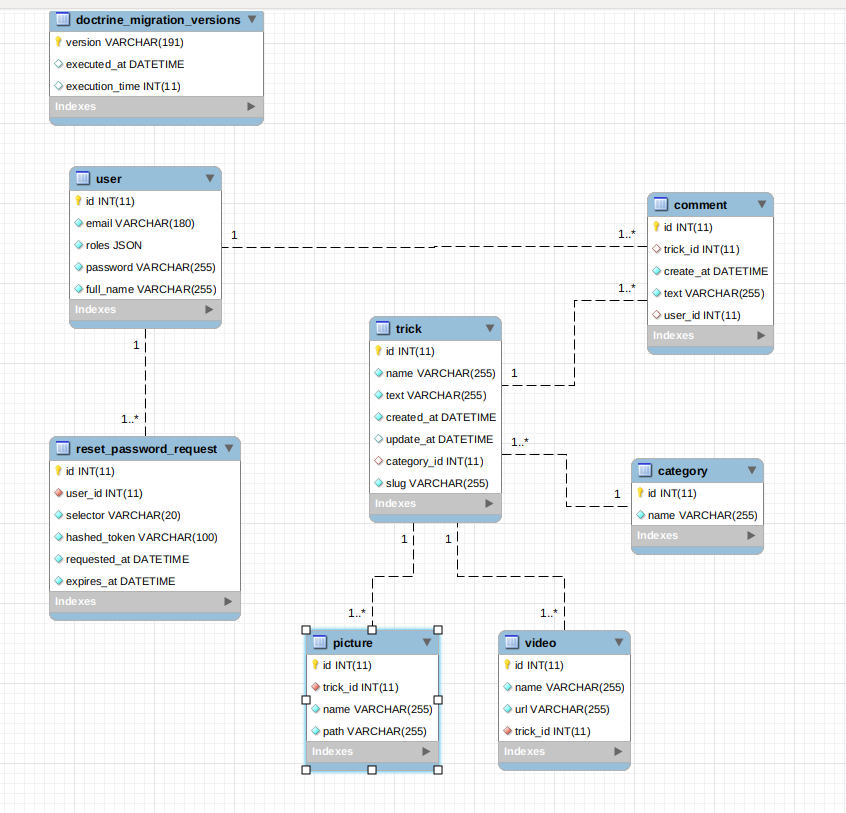 doctrine_migration_versions
version VARCHAR(191)
executed_at DATETIME
execution_time INT(11)
Indexes
user
id INT(11)
email VARCHAR(180)
roles JSON
password VARCHAR(255)
full_name VARCHAR(255)
Indexes
1
1..*
comment
id INT(11)
trick_id INT(11)
create_at DATETIME
text VARCHAR(255)
user_id INT(11)
Indexes
1..*
1
1..*
trick
id INT(11)
name VARCHAR(255)
text VARCHAR(255)
created_at DATETIME
update_at DATETIME
category_id INT(11)
slug VARCHAR(255)
Indexes
1
1..*
1
category
id INT(11)
name VARCHAR(255)
Indexes
reset_password_request
id INT(11)
user_id INT(11)
selector VARCHAR(20)
hashed_token VARCHAR(100)
requested_at DATETIME
expires_at DATETIME
Indexes
1
1
1..*
1..*
picture
id INT(11)
trick_id INT(11)
name VARCHAR(255)
path VARCHAR(255)
Indexes
video
id INT(11)
name VARCHAR(255)
url VARCHAR(255)
trick_id INT(11)
Indexes